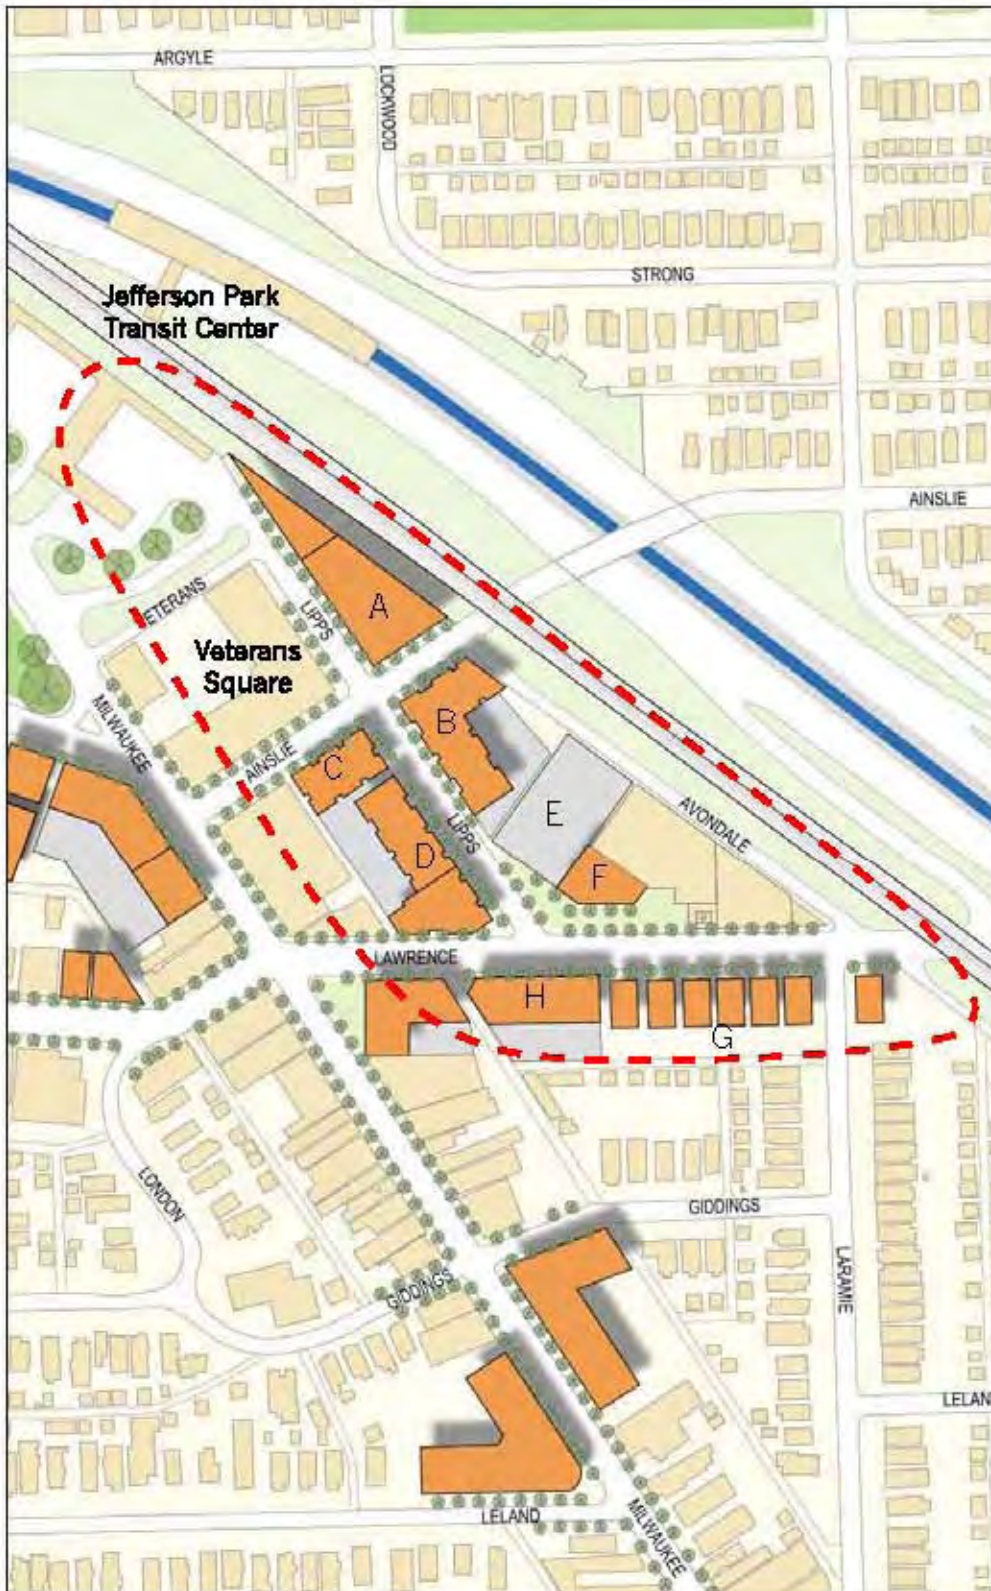 ARGYLE
LOCKWOOD
STRONG
Jefferson Park
Transit Center
AINSLIE
ETERANS
LIPPS
A
Veterans
Square
MILWAUKEE
B
AINSLIE
C
E
AVONDALE
LIPPS
D
F
LAWRENCE
H
G
LONDON
GIDDINGS
LARAMIE
GIDDINGS
LELAN
LELAND
MILWAUKEE